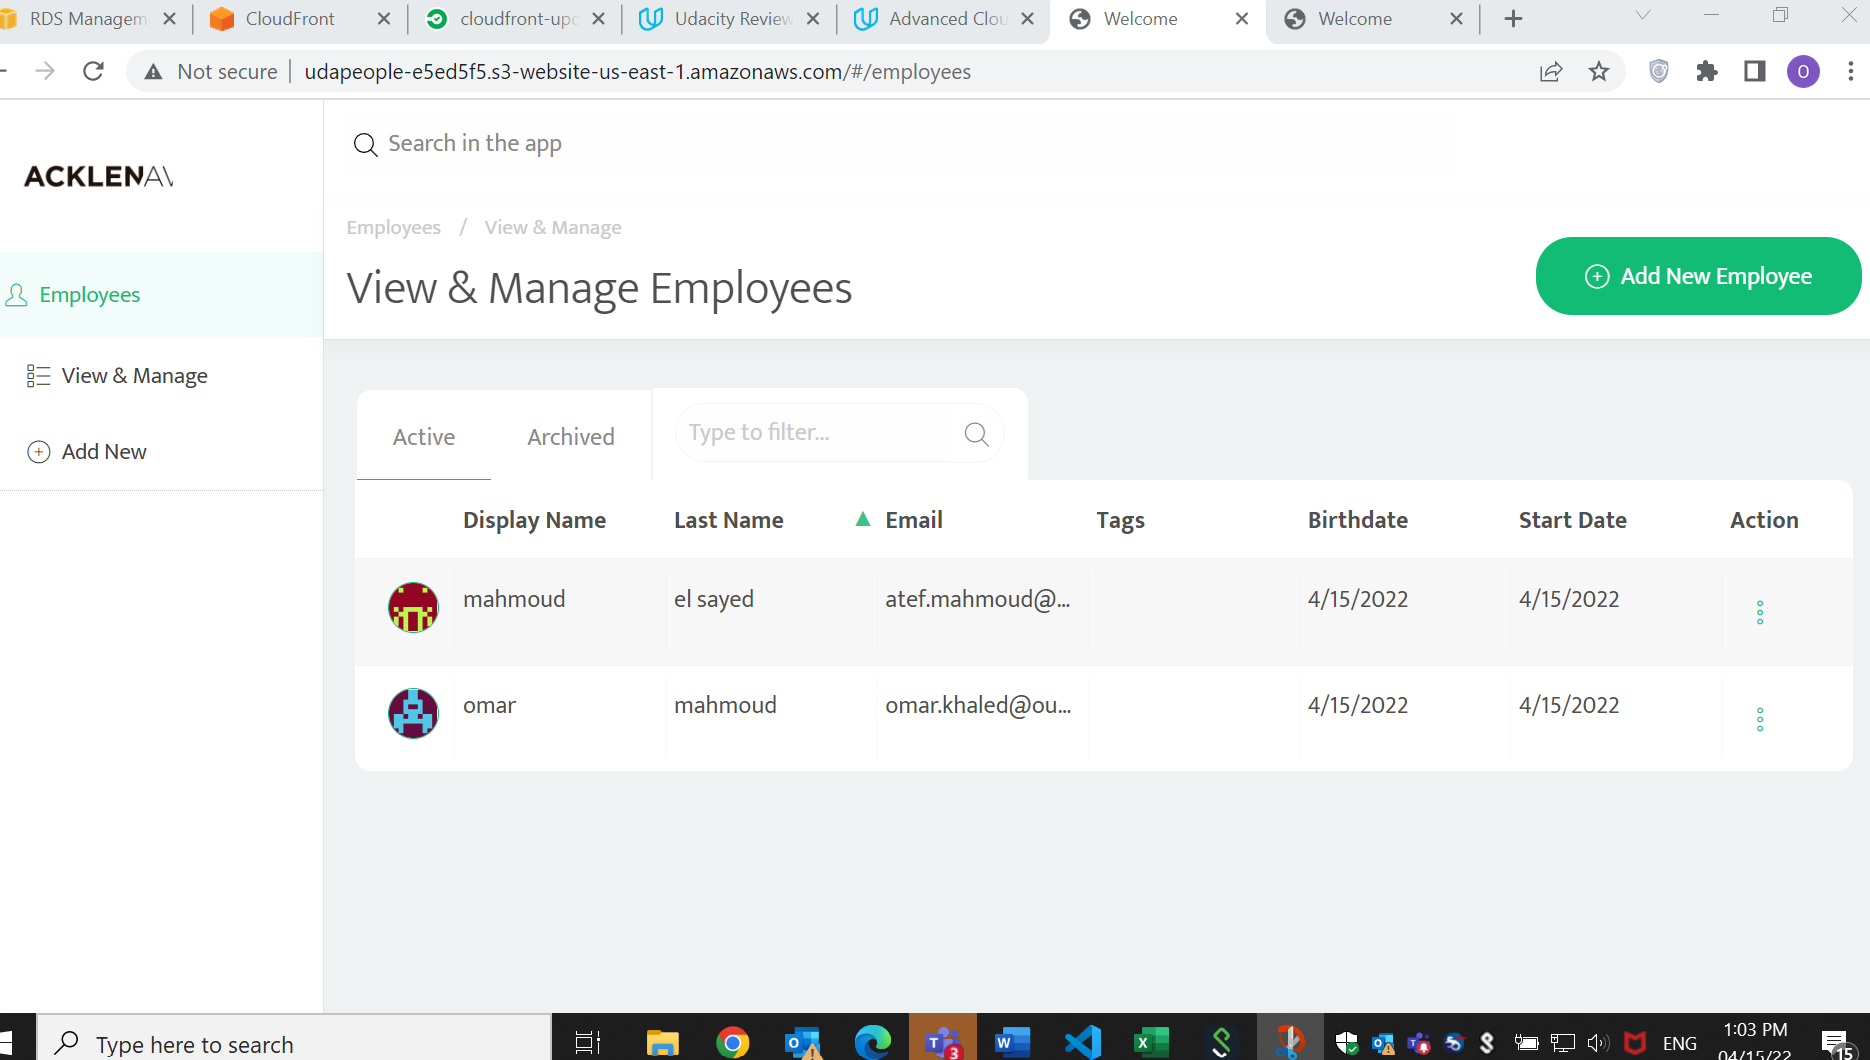 RDS Managem
CloudFront
cloudfront-upd
Udacity Review
Advanced Clou
Welcome
Welcome
Not secure
udapeople-e5ed5f5.s3-website-us-east-1.amazonaws.com/#/employees
O
ACKLENAV
Search in the app
Employees / View & Manage
View & Manage Employees
Add New Employee
Employees
View & Manage
Add New
Active
Archived
Type to filter...
Display Name Last Name Email Tags Birthdate Start Date Action
mahmoud el sayed atef.mahmoud@... 4/15/2022 4/15/2022
omar mahmoud omar.khaled@ou... 4/15/2022 4/15/2022
Type here to search
3
ENG
1:03 PM
04/15/22
15